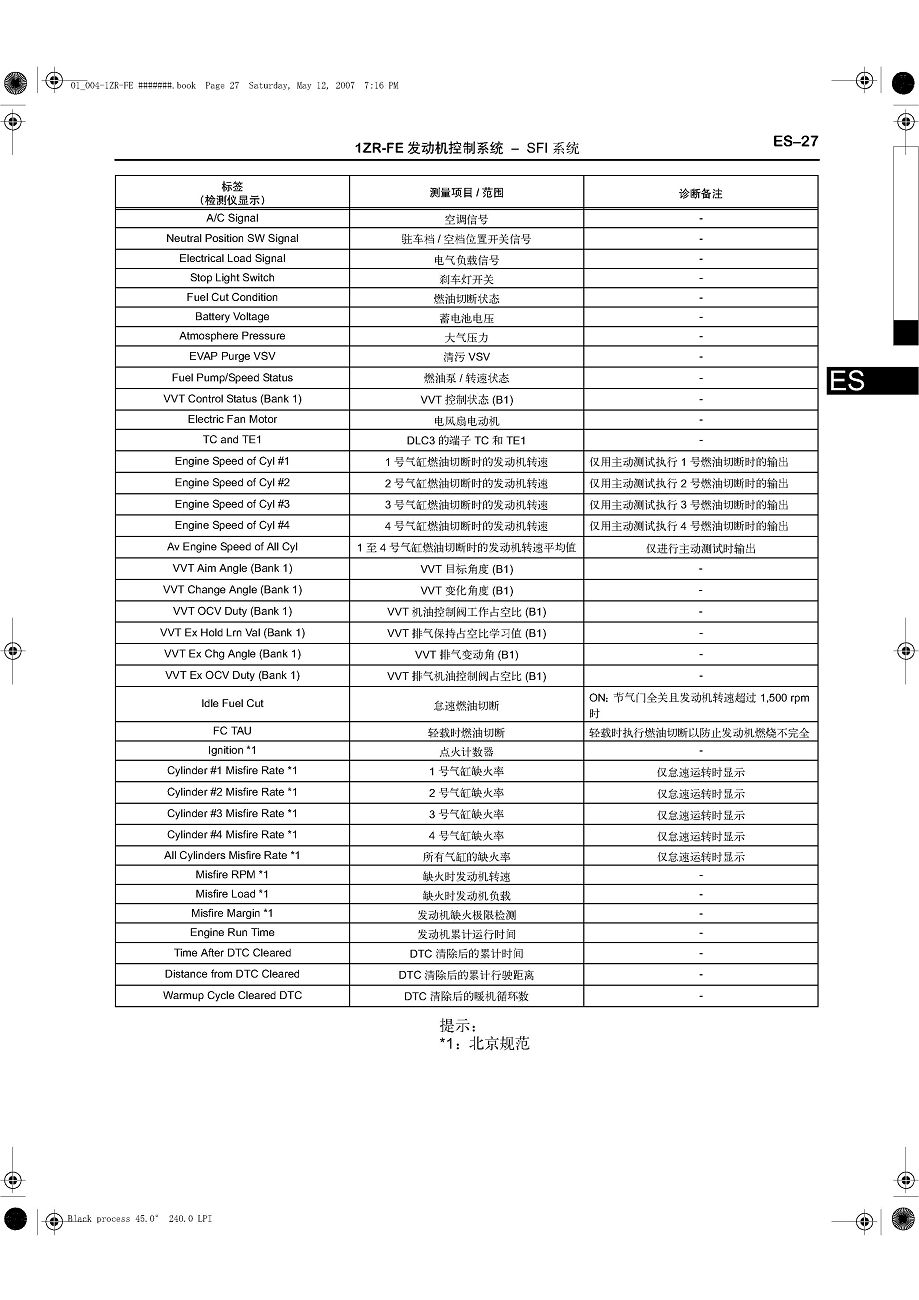 01_004-1ZR-FE #######.book Page 27 Saturday, May 12, 2007 7:16 PM
1ZR-FE 发动机控制系统 – SFI 系统
ES–27
标签
（检测仪显示） 测量项目 / 范围 诊断备注
A/C Signal 空调信号 -
Neutral Position SW Signal 驻车档 / 空档位置开关信号 -
Electrical Load Signal 电气负载信号 -
Stop Light Switch 刹车灯开关 -
Fuel Cut Condition 燃油切断状态 -
Battery Voltage 蓄电池电压 -
Atmosphere Pressure 大气压力 -
EVAP Purge VSV 清污 VSV -
Fuel Pump/Speed Status 燃油泵 / 转速状态 -
ES
VVT Control Status (Bank 1) VVT 控制状态 (B1) -
Electric Fan Motor 电风扇电动机 -
TC and TE1 DLC3 的端子 TC 和 TE1 -
Engine Speed of Cyl #1 1 号气缸燃油切断时的发动机转速 仅用主动测试执行 1 号燃油切断时的输出
Engine Speed of Cyl #2 2 号气缸燃油切断时的发动机转速 仅用主动测试执行 2 号燃油切断时的输出
Engine Speed of Cyl #3 3 号气缸燃油切断时的发动机转速 仅用主动测试执行 3 号燃油切断时的输出
Engine Speed of Cyl #4 4 号气缸燃油切断时的发动机转速 仅用主动测试执行 4 号燃油切断时的输出
Av Engine Speed of All Cyl 1 至 4 号气缸燃油切断时的发动机转速平均值 仅进行主动测试时输出
VVT Aim Angle (Bank 1) VVT 目标角度 (B1) -
VVT Change Angle (Bank 1) VVT 变化角度 (B1) -
VVT OCV Duty (Bank 1) VVT 机油控制阀工作占空比 (B1) -
VVT Ex Hold Lrn Val (Bank 1) VVT 排气保持占空比学习值 (B1) -
VVT Ex Chg Angle (Bank 1) VVT 排气变动角 (B1) -
VVT Ex OCV Duty (Bank 1) VVT 排气机油控制阀占空比 (B1) -
Idle Fuel Cut 怠速燃油切断 ON：节气门全关且发动机转速超过 1,500 rpm
时
FC TAU 轻载时燃油切断 轻载时执行燃油切断以防止发动机燃烧不完全
Ignition *1 点火计数器 -
Cylinder #1 Misfire Rate *1 1 号气缸缺火率 仅怠速运转时显示
Cylinder #2 Misfire Rate *1 2 号气缸缺火率 仅怠速运转时显示
Cylinder #3 Misfire Rate *1 3 号气缸缺火率 仅怠速运转时显示
Cylinder #4 Misfire Rate *1 4 号气缸缺火率 仅怠速运转时显示
All Cylinders Misfire Rate *1 所有气缸的缺火率 仅怠速运转时显示
Misfire RPM *1 缺火时发动机转速 -
Misfire Load *1 缺火时发动机负载 -
Misfire Margin *1 发动机缺火极限检测 -
Engine Run Time 发动机累计运行时间 -
Time After DTC Cleared DTC 清除后的累计时间 -
Distance from DTC Cleared DTC 清除后的累计行驶距离 -
Warmup Cycle Cleared DTC DTC 清除后的暖机循环数 -
提示：
*1：北京规范
Black process 45.0° 240.0 LPI